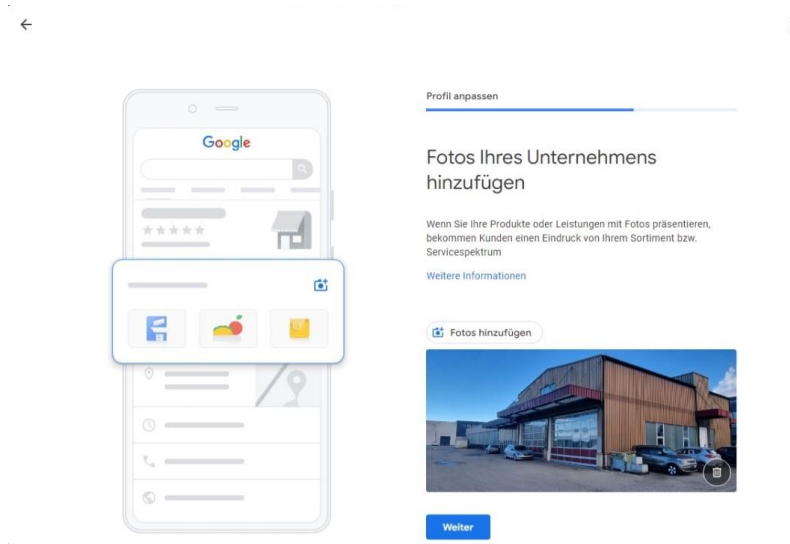 Google
Profil anpassen
Fotos Ihres Unternehmens
hinzufügen
Wenn Sie Ihre Produkte oder Leistungen mit Fotos präsentieren,
bekommen Kunden einen Eindruck von Ihrem Sortiment bzw.
Servicespektrum
Weitere Informationen
Fotos hinzufügen
Weiter